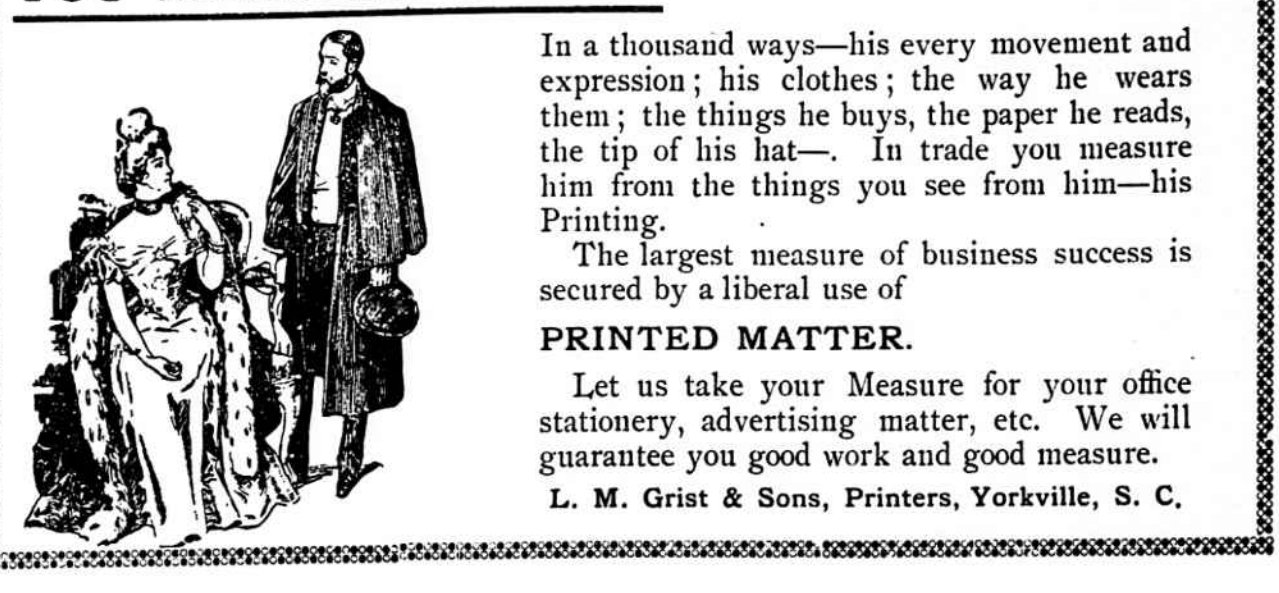 In a thousand ways—his every movement and
expression; his clothes; the way he wears
them; the things he buys, the paper he reads,
the tip of his hat—. In trade you measure
him from the things you see from him—his
Printing.
The largest measure of business success is
secured by a liberal use of
PRINTED MATTER.
Let us take your Measure for your office
stationery, advertising matter, etc. We will
guarantee you good work and good measure.
L. M. Grist & Sons, Printers, Yorkville, S. C.